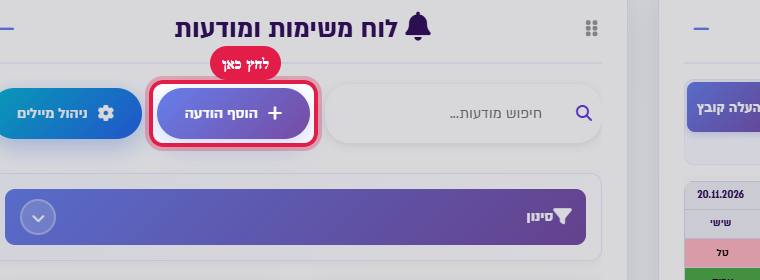 לוח משימות ומודעות
לחץ כאן
חיפוש מודעות...
הוסף הודעה
ניהול מיילים
סינון
העלה קובץ
20.11.2026
שישי
טל